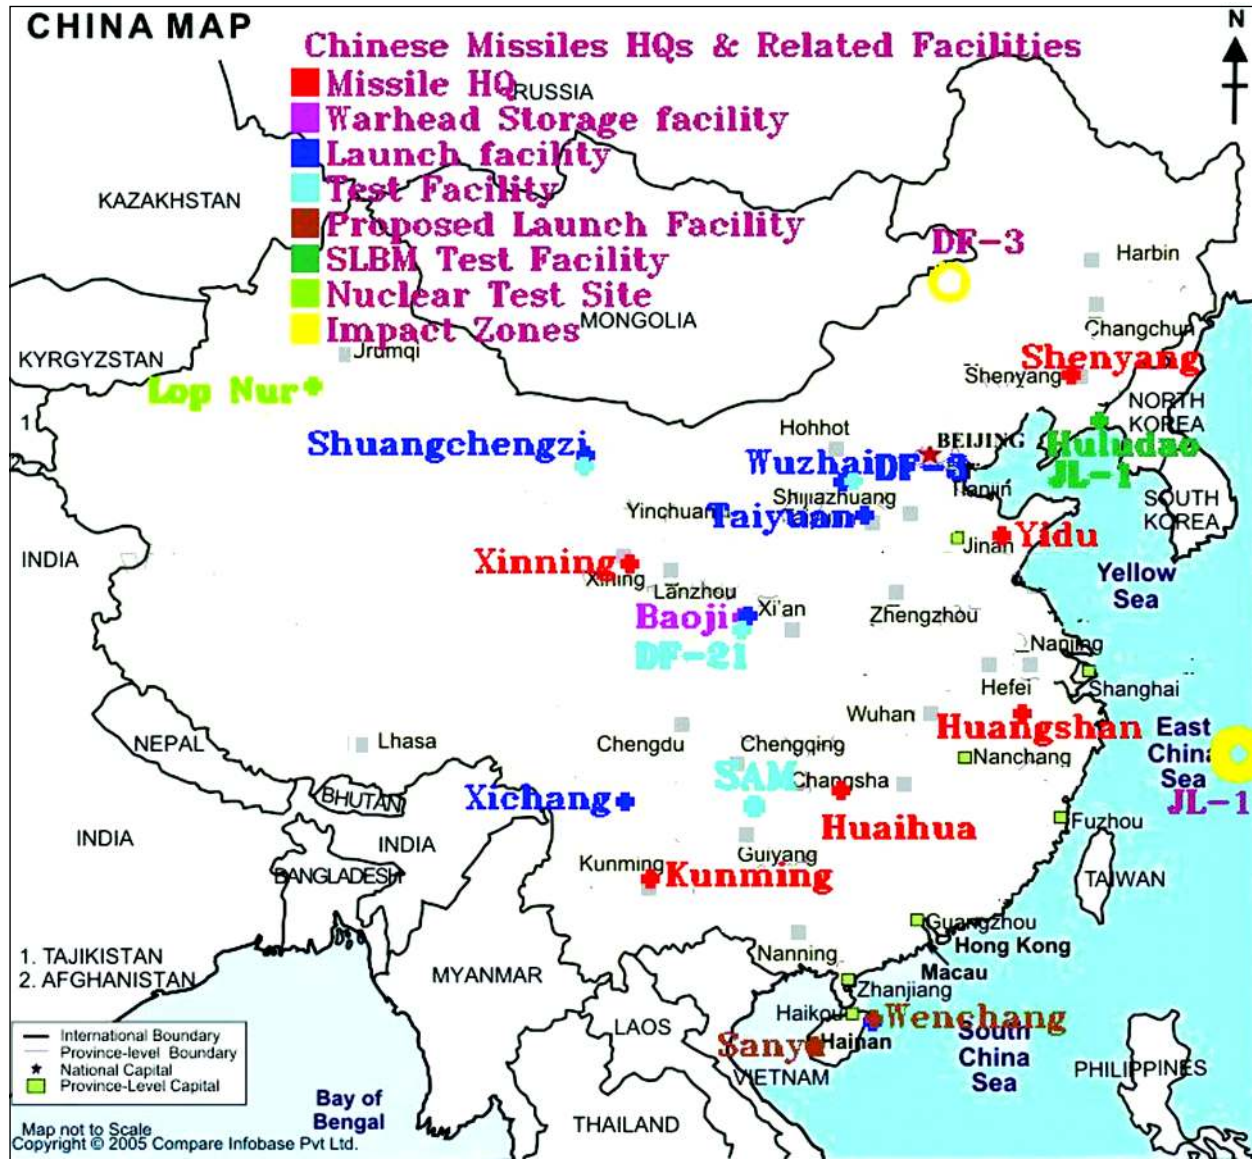 CHINA MAP
N
Chinese Missiles HQs & Related Facilities
Missile HQ
RUSSIA
Warhead Storage facility
Launch facility
Test Facility
KAZAKHSTAN
Proposed Launch Facility
DF-3
SLBM Test Facility
Harbin
Nuclear Test Site
Impact Zones
MONGOLIA
Changchun
KYRGYZSTAN
Jrumqi
Shenyang
Shenyang
Lop Nur
NORTH
KOREA
1
Hohhot
BEIJING
Shuangchengzi
Wuzhai
DF-3
Huludao
JL-1
Tianjin
Shijiazhuang
SOUTH
KOREA
Yinchuan
Taiyuan
Yidu
Jinan
INDIA
Xinning
Xining
Lanzhou
Yellow
Sea
Baoji
Xi'an
Zhengzhou
DF-21
Nanjing
Hefei
Shanghai
Wuhan
Huangshan
East
China
Sea
NEPAL
Lhasa
Chengdu
Chengqing
Nanchang
SAM
Changsha
BHUTAN
Xichang
JL-1
Huaihua
Fuzhou
INDIA
INDIA
BANGLADESH
Kunming
Guiyang
Kunming
TAIWAN
Guangzhou
Hong Kong
Nanning
Macau
1. TAJIKISTAN
2. AFGHANISTAN
MYANMAR
Zhanjiang
Haikou
Wenchang
LAOS
Sanya
Hainan
South
China
Sea
VIETNAM
PHILIPPINES
International Boundary
Province-level Boundary
National Capital
Province-Level Capital
Bay of
Bengal
THAILAND
Map not to Scale
Copyright © 2005 Compare Infobase Pvt Ltd.